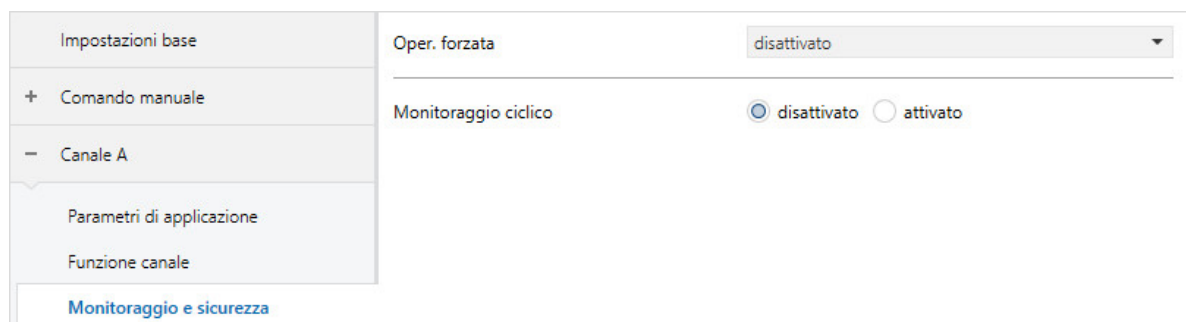 Impostazioni base
Oper. forzata
disattivato
+ Comando manuale
Monitoraggio ciclico
disattivato
attivato
− Canale A
Parametri di applicazione
Funzione canale
Monitoraggio e sicurezza